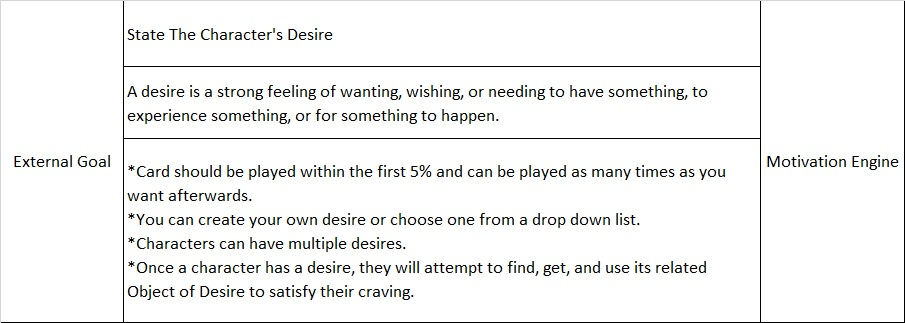 State The Character's Desire
A desire is a strong feeling of wanting, wishing, or needing to have something, to
experience something, or for something to happen.
External Goal
Motivation Engine
*Card should be played within the first 5% and can be played as many times as you
want afterwards.
*You can create your own desire or choose one from a drop down list.
*Characters can have multiple desires.
*Once a character has a desire, they will attempt to find, get, and use its related
Object of Desire to satisfy their craving.